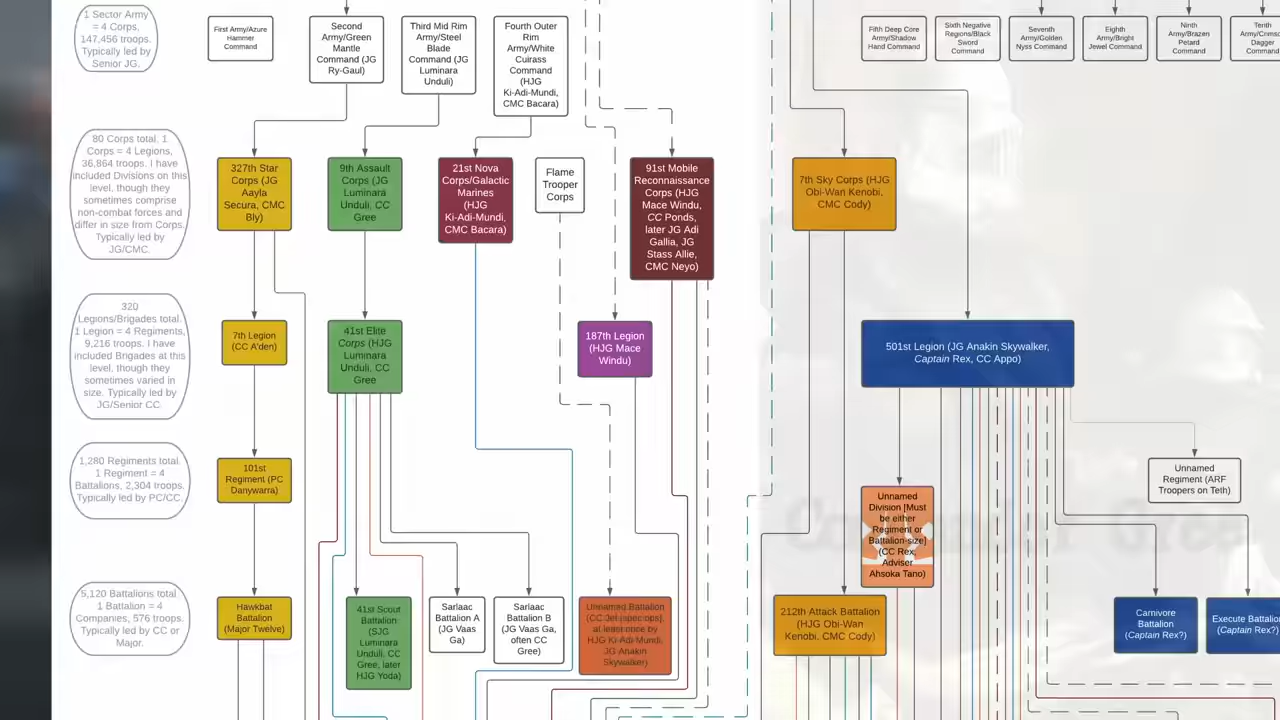 1 Sector Army
= 4 Corps,
147,456 troops.
Typically led by
Senior JG.
First Army/Azure
Hammer
Command
Second
Army/Green
Mantle
Command (JG
Ry-Gaul)
Third Mid Rim
Army/Steel
Blade
Command (JG
Luminara
Unduli)
Fourth Outer
Rim
Army/White
Cuirass
Command
(HJG
Ki-Adi-Mundi,
CMC Bacara)
Fifth Deep Core
Army/Shadow
Hand Command
Sixth Negative
Regions/Black
Sword
Command
Seventh
Army/Golden
Nyss Command
Eighth
Army/Bright
Jewel Command
Ninth
Army/Brazen
Petard
Command
Tenth
Army/Crimso
Dagger
Command
80 Corps total. 1
Corps = 4 Legions,
36,864 troops. I have
included Divisions on this
level, though they
sometimes comprise
non-combat forces and
differ in size from Corps.
Typically led by
JG/CMC.
327th Star
Corps (JG
Aayla
Secura, CMC
Bly)
9th Assault
Corps (JG
Luminara
Unduli, CC
Gree
21st Nova
Corps/Galactic
Marines
(HJG
Ki-Adi-Mundi,
CMC Bacara)
Flame
Trooper
Corps
91st Mobile
Reconnaissance
Corps (HJG
Mace Windu,
CC Ponds,
later JG Adi
Gallia, JG
Stass Allie,
CMC Neyo)
7th Sky Corps (HJG
Obi-Wan Kenobi,
CMC Cody)
320
Legions/Brigades total.
1 Legion = 4 Regiments,
9,216 troops. I have
included Brigades at this
level, though they
sometimes varied in
size. Typically led by
JG/Senior CC.
7th Legion
(CC A'den)
41st Elite
Corps (HJG
Luminara
Unduli, CC
Gree
187th Legion
(HJG Mace
Windu)
501st Legion (JG Anakin Skywalker,
Captain Rex, CC Appo)
1,280 Regiments total.
1 Regiment = 4
Battalions, 2,304 troops.
Typically led by PC/CC.
101st
Regiment (PC
Danywarra)
Unnamed
Division [Must
be either
Regiment or
Battalion-size]
(CC Rex,
Adviser
Ahsoka Tano)
Unnamed
Regiment (ARF
Troopers on Teth)
5,120 Battalions total.
1 Battalion = 4
Companies, 576 troops.
Typically led by CC or
Major.
Hawkbat
Battalion
(Major Twelve)
41st Scout
Battalion
(SJG
Luminara
Unduli, CC
Gree, later
HJG Yoda)
Sarlaac
Battalion A
(JG Vaas
Ga)
Sarlaac
Battalion B
(JG Vaas Ga,
often CC
Gree)
Unnamed Battalion
(CC Jet [spec ops],
at least once by
HJG Ki-Adi-Mundi,
JG Anakin
Skywalker)
212th Attack Battalion
(HJG Obi-Wan
Kenobi, CMC Cody)
Carnivore
Battalion
(Captain Rex?)
Execute Battalio
(Captain Rex?)